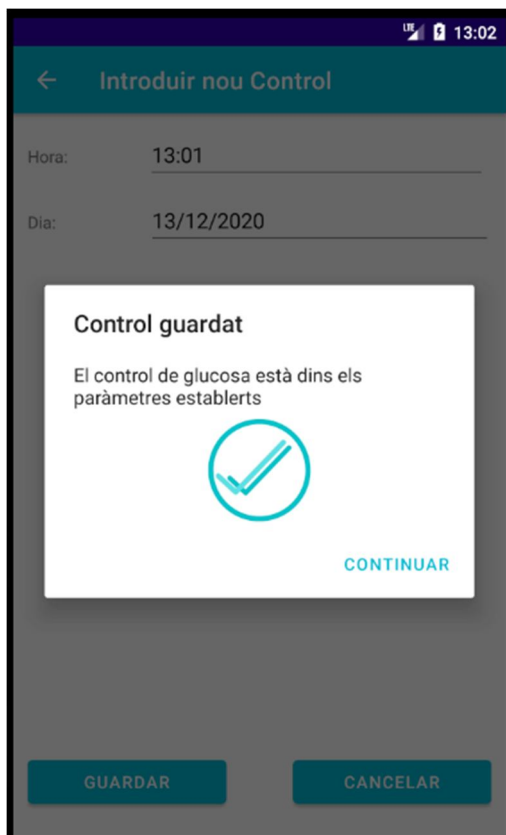 LTE 13:02
Introduir nou Control
Hora: 13:01
Dia: 13/12/2020
Control guardat
El control de glucosa està dins els
paràmetres establerts
CONTINUAR
GUARDAR CANCELAR